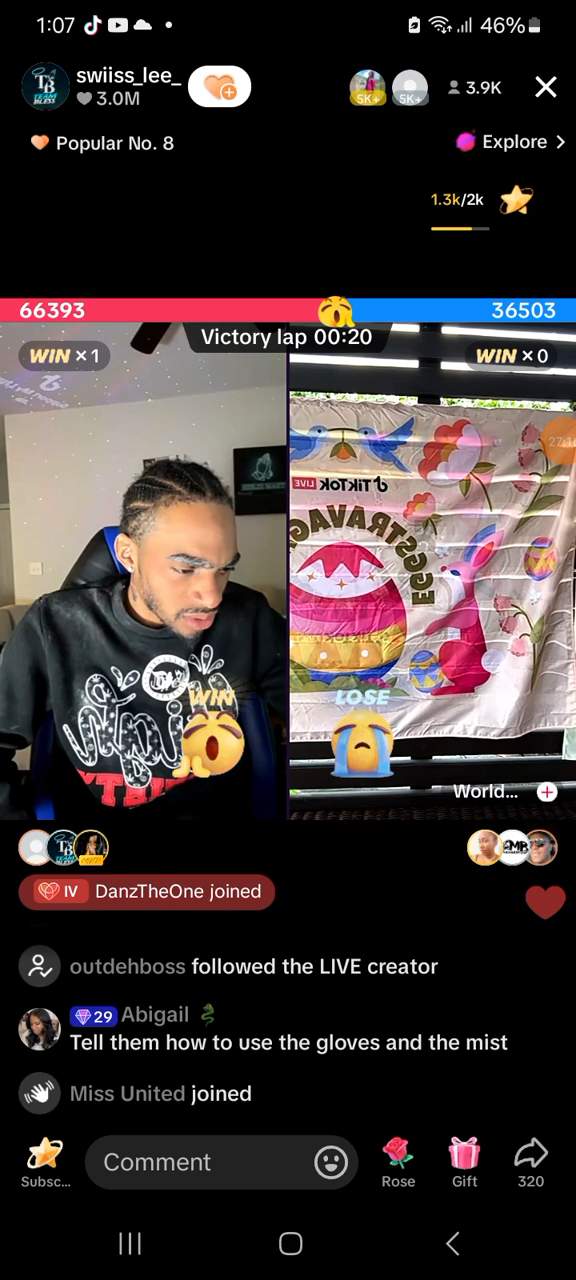 1:07
46%
swiiss_lee_
3.0M
5K+
5K+
3.9K
Popular No. 8
Explore >
1.3k/2k
66393
36503
Victory lap 00:20
WIN × 1
WIN × 0
TikTok LIVE
WIN
LOSE
World...
IV DanzTheOne joined
outdehboss followed the LIVE creator
29 Abigail
Tell them how to use the gloves and the mist
Miss United joined
Comment
Subsc...
Rose
Gift
320